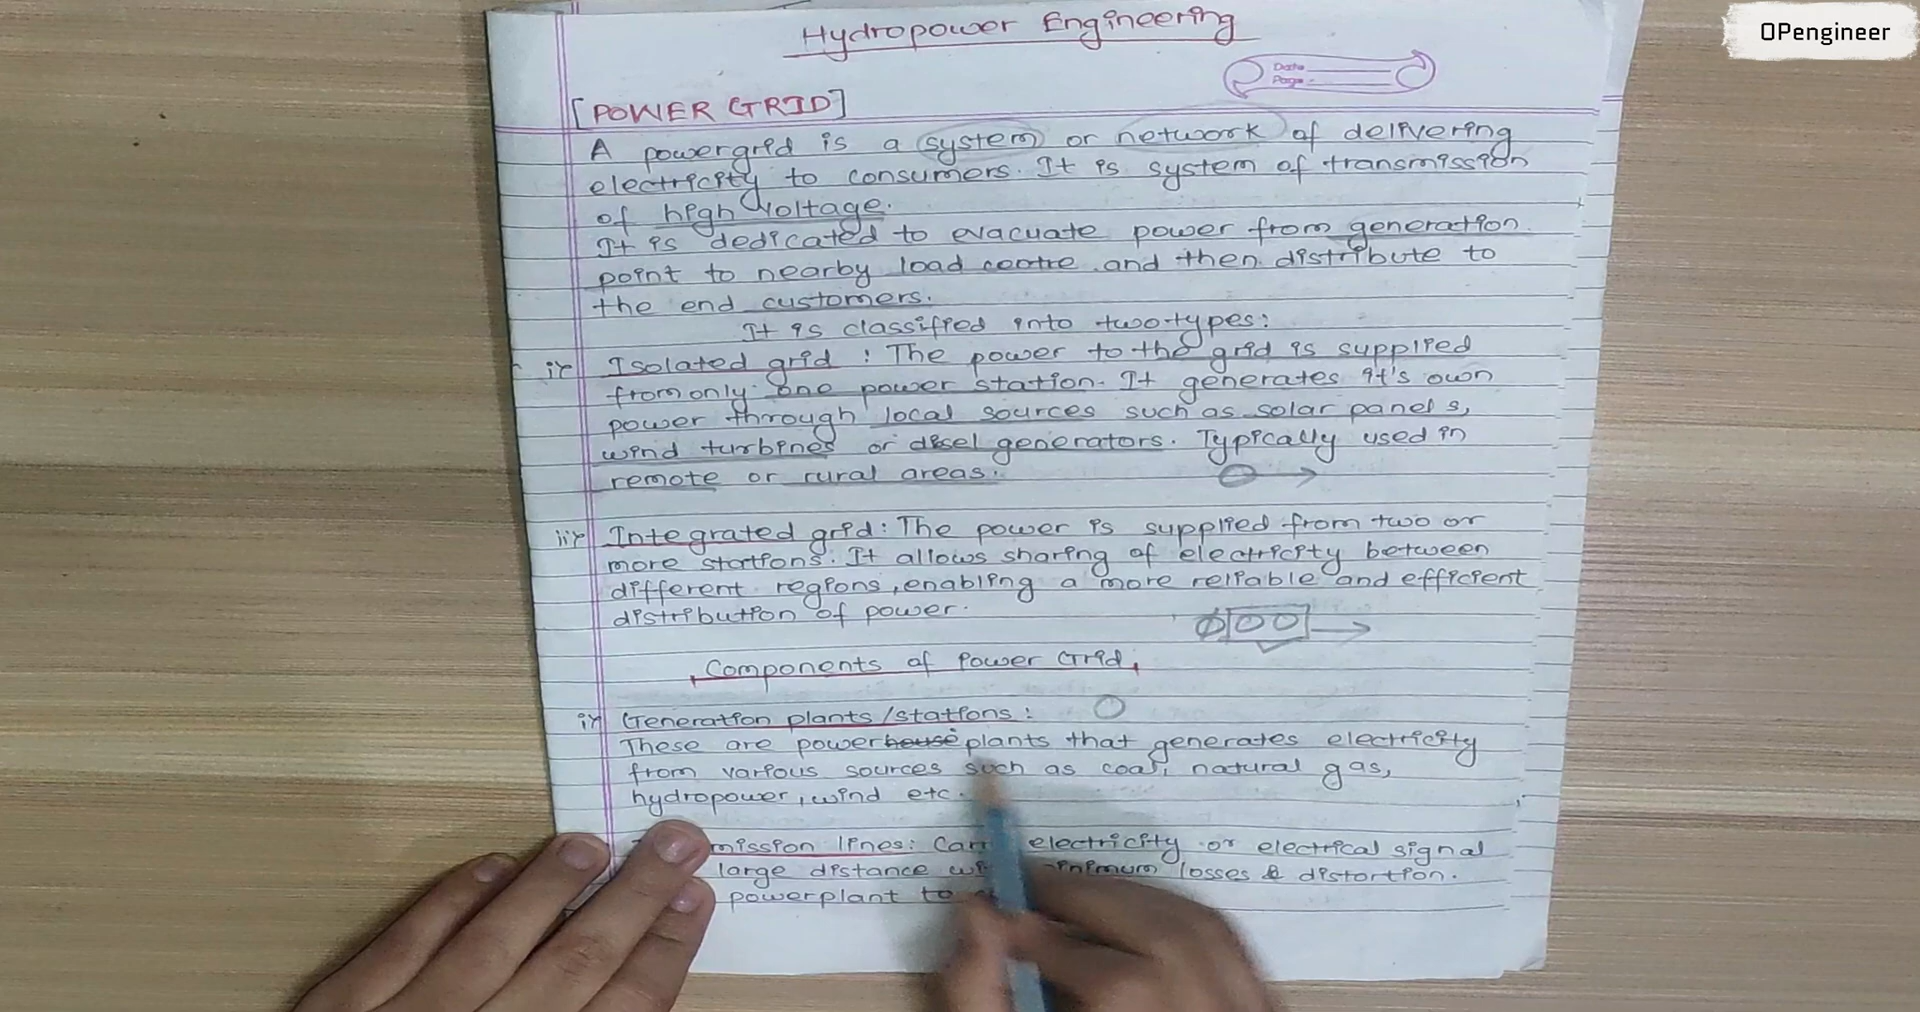 OPengineer
Hydropower Engineering
Date
Page
[POWER GRID]
A powergrid is a system or network of delivering
electricity to consumers. It is system of transmission
of high voltage.
It is dedicated to evacuate power from generation
point to nearby load centre and then distribute to
the end customers.
It is classified into two types:
i) Isolated grid : The power to the grid is supplied
from only one power station. It generates it's own
power through local sources such as solar panels,
wind turbines or disel generators. Typically used in
remote or rural areas.
ii) Integrated grid: The power is supplied from two or
more stations. It allows sharing of electricity between
different regions, enabling a more reliable and efficient
distribution of power.
Components of Power Grid
i) Generation plants/stations:
These are powerhouse plants that generates electricity
from various sources such as coal, natural gas,
hydropower, wind etc.
mission lines: electricity or electrical signal
large distance losses & distortion.
powerplant to